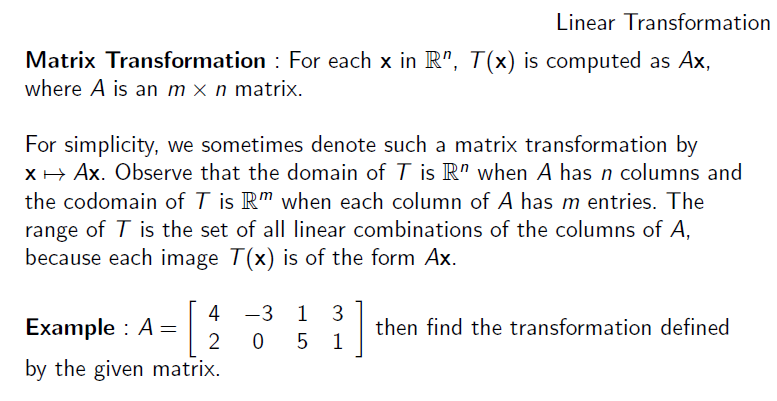 Linear Transformation
Matrix Transformation : For each x in ℝⁿ, T(x) is computed as Ax,
where A is an m × n matrix.
For simplicity, we sometimes denote such a matrix transformation by
x ↦ Ax. Observe that the domain of T is ℝⁿ when A has n columns and
the codomain of T is ℝᵐ when each column of A has m entries. The
range of T is the set of all linear combinations of the columns of A,
because each image T(x) is of the form Ax.
Example : A = [ 4 −3 1 3 ; 2 0 5 1 ] then find the transformation defined
by the given matrix.